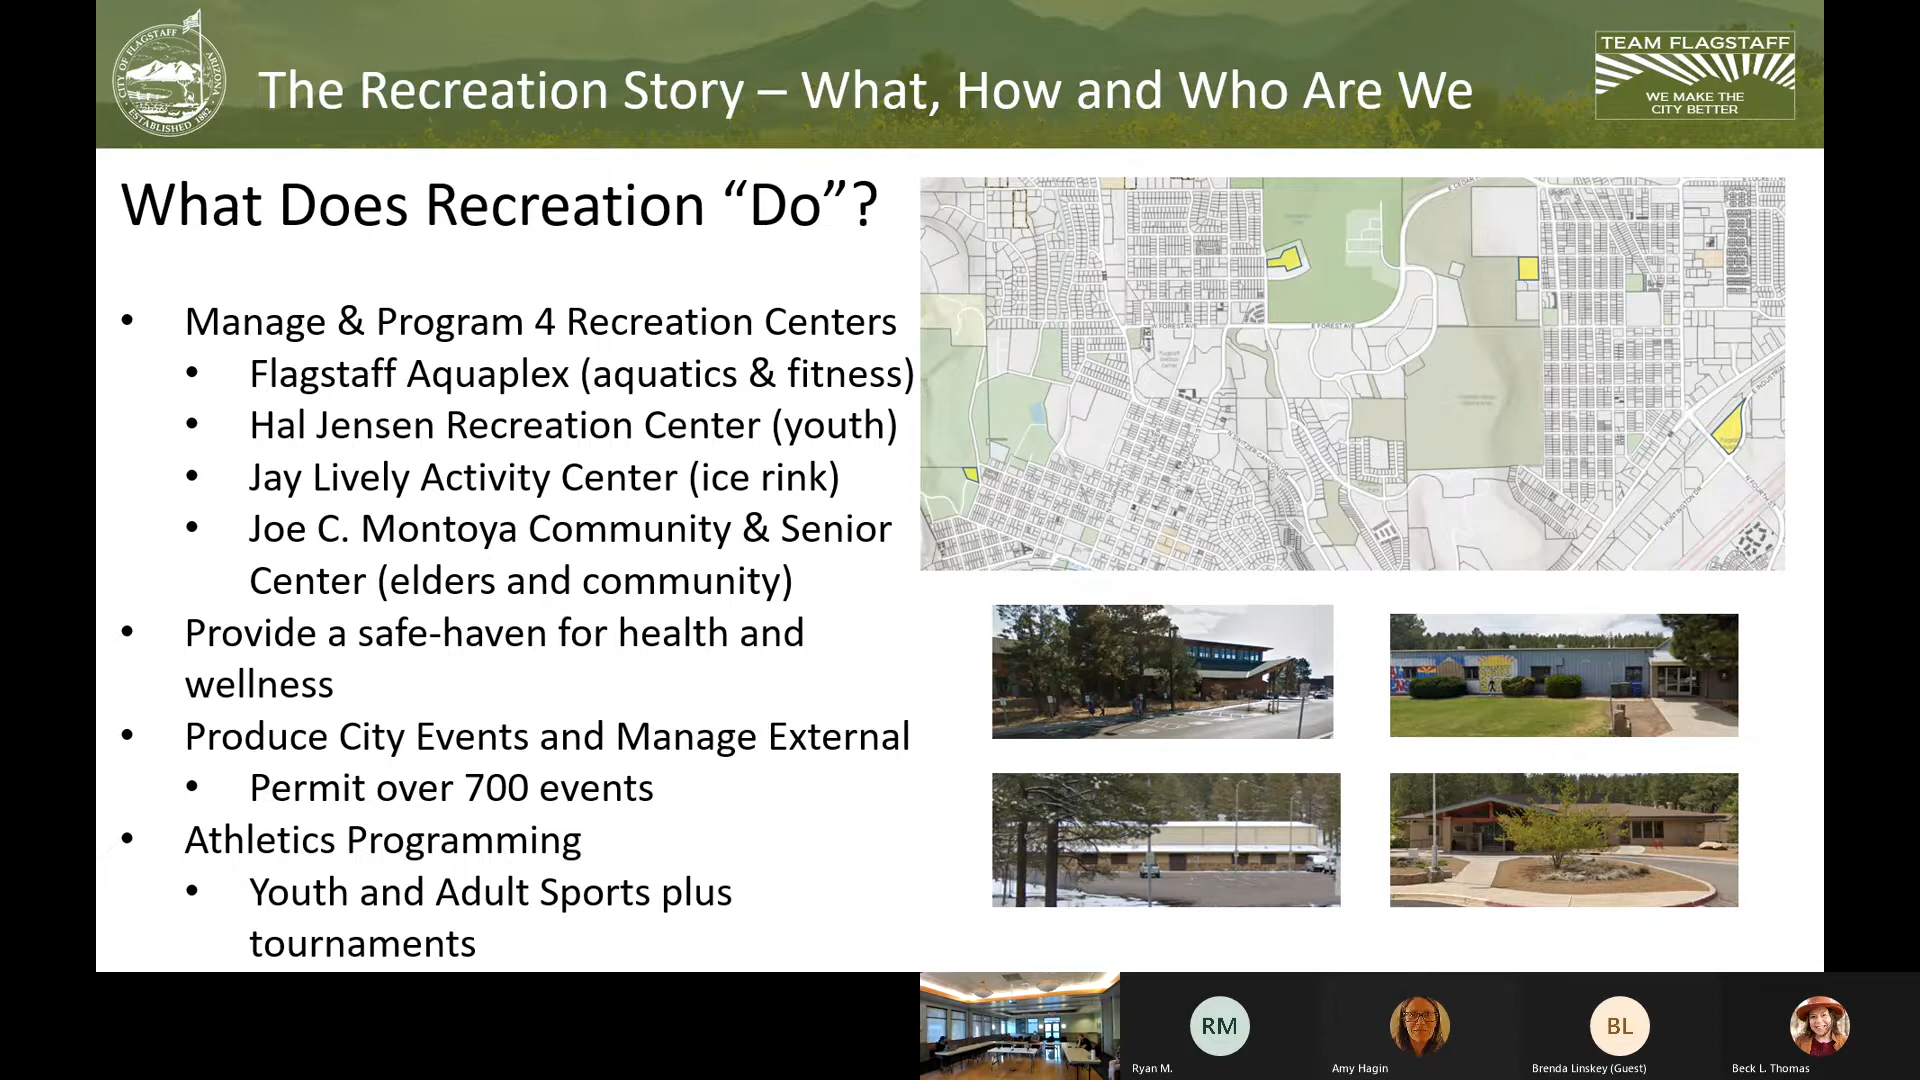 CITY OF FLAGSTAFF
ARIZONA
ESTABLISHED 1882
The Recreation Story – What, How and Who Are We
TEAM FLAGSTAFF
WE MAKE THE
CITY BETTER
What Does Recreation “Do”?
• Manage & Program 4 Recreation Centers
• Flagstaff Aquaplex (aquatics & fitness)
• Hal Jensen Recreation Center (youth)
• Jay Lively Activity Center (ice rink)
• Joe C. Montoya Community & Senior
Center (elders and community)
• Provide a safe-haven for health and
wellness
• Produce City Events and Manage External
• Permit over 700 events
• Athletics Programming
• Youth and Adult Sports plus
tournaments
W FOREST AVE
E FOREST AVE
E HUNTINGTON DR
RM
BL
Ryan M.
Amy Hagin
Brenda Linskey (Guest)
Beck L. Thomas